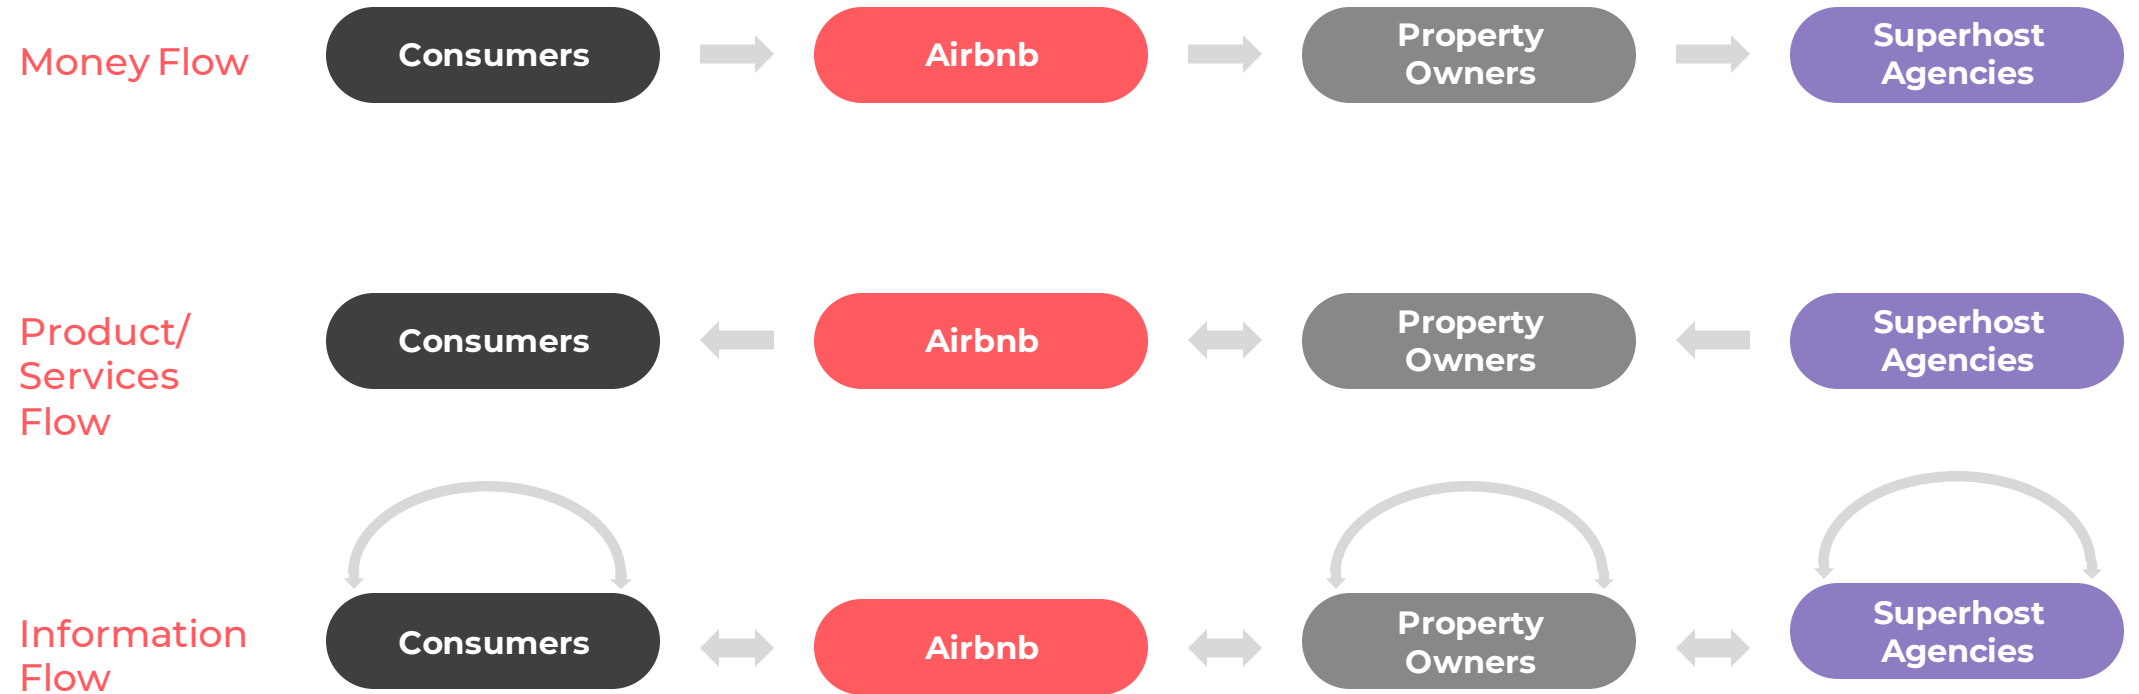 Money Flow
Consumers
Airbnb
Property
Owners
Superhost
Agencies
Product/
Services
Flow
Consumers
Airbnb
Property
Owners
Superhost
Agencies
Information
Flow
Consumers
Airbnb
Property
Owners
Superhost
Agencies